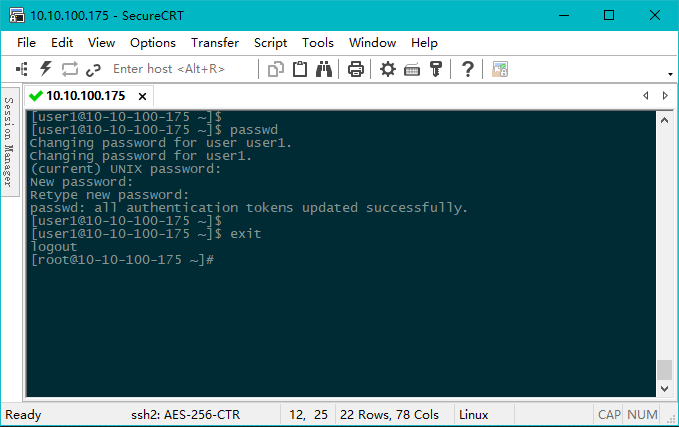 10.10.100.175 - SecureCRT
File Edit View Options Transfer Script Tools Window Help
Enter host <Alt+R>
Session Manager
10.10.100.175
[user1@10-10-100-175 ~]$
[user1@10-10-100-175 ~]$ passwd
Changing password for user user1.
Changing password for user1.
(current) UNIX password:
New password:
Retype new password:
passwd: all authentication tokens updated successfully.
[user1@10-10-100-175 ~]$
[user1@10-10-100-175 ~]$ exit
logout
[root@10-10-100-175 ~]#
Ready ssh2: AES-256-CTR 12, 25 22 Rows, 78 Cols Linux CAP NUM